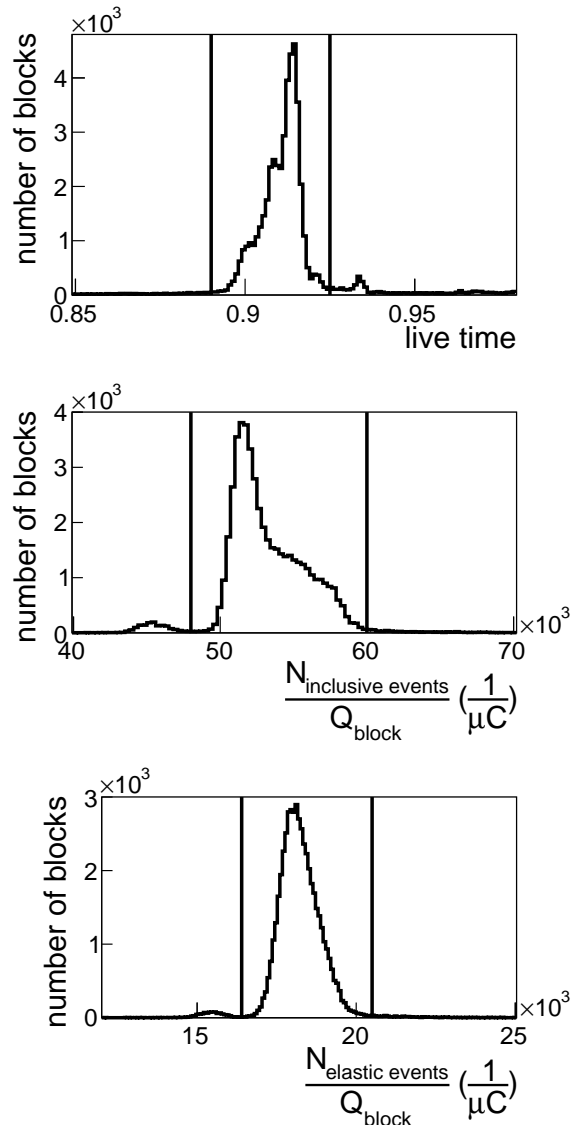 ×10³
number of blocks
4
3
2
1
0
0.85 0.9 0.95
live time
×10³
number of blocks
4
3
2
1
0
40 50 60 70 ×10³
N_inclusive events / Q_block (1/μC)
×10³
number of blocks
3
2
1
0
15 20 25 ×10³
N_elastic events / Q_block (1/μC)